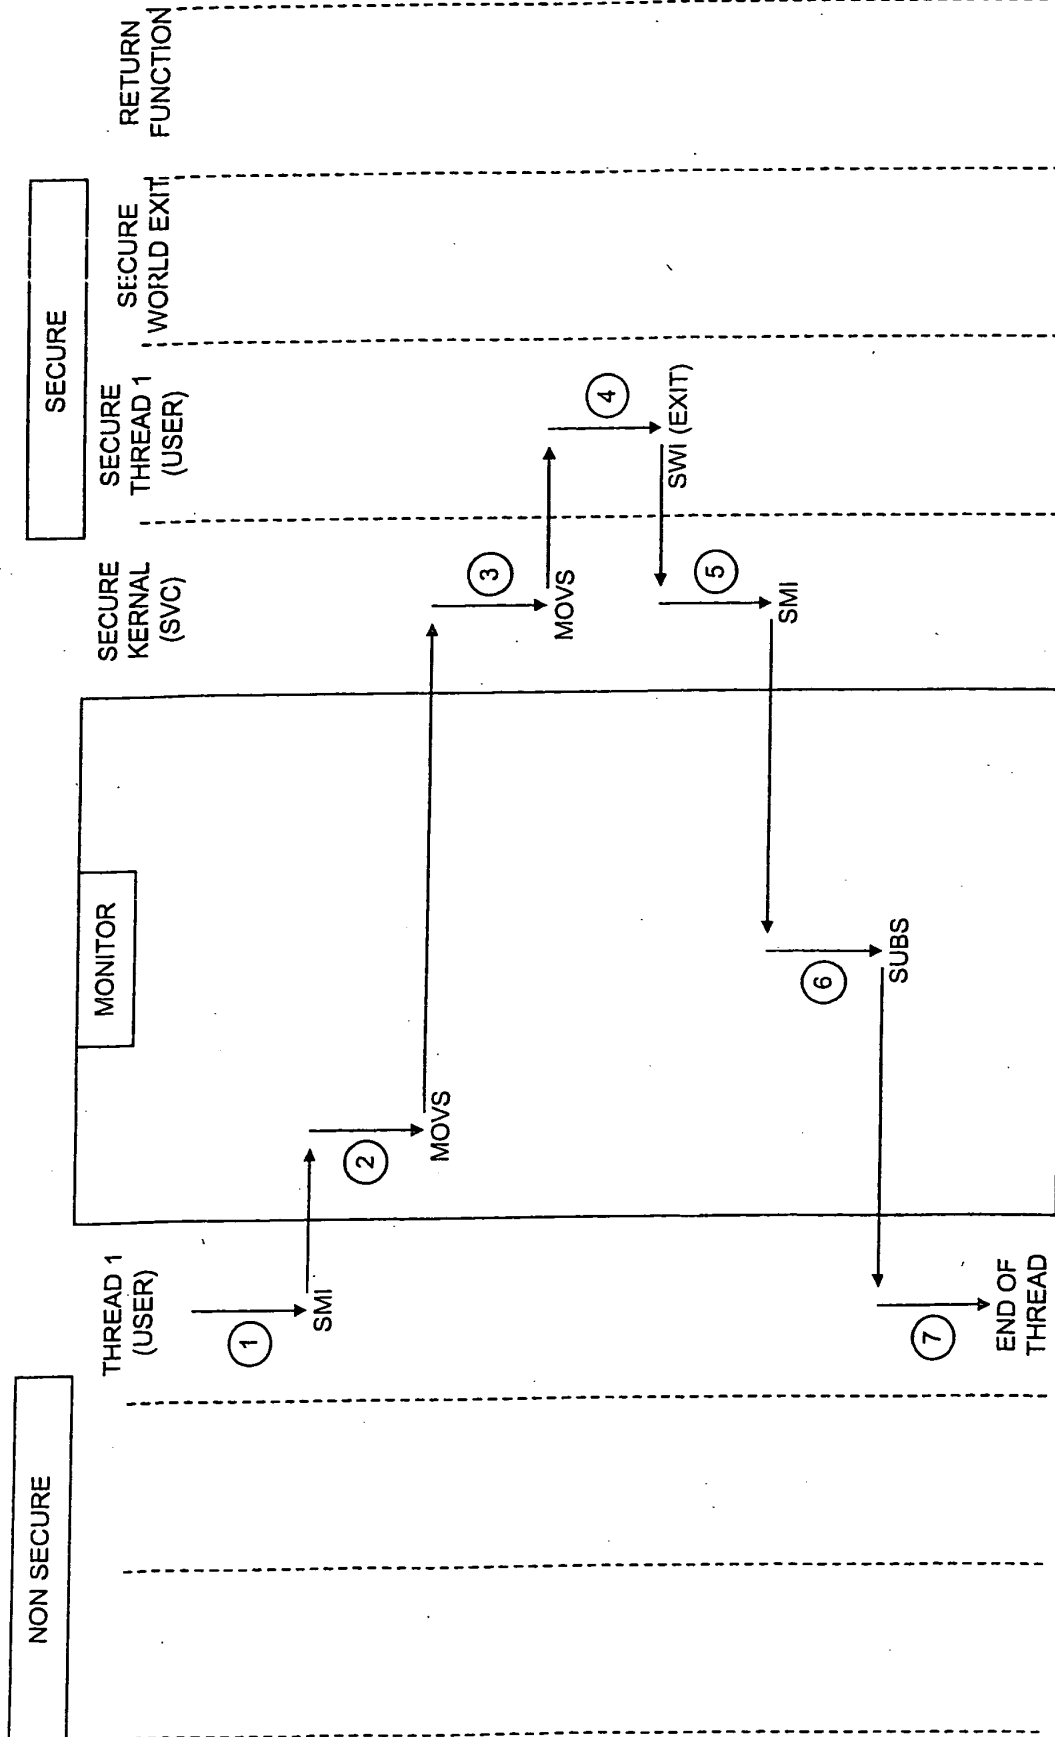 NON SECURE
MONITOR
SECURE
THREAD 1
(USER)
SECURE
KERNAL
(SVC)
SECURE
THREAD 1
(USER)
SECURE
WORLD EXIT
RETURN
FUNCTION
1
SMI
2
MOVS
3
MOVS
4
SWI (EXIT)
5
SMI
6
SUBS
7
END OF
THREAD